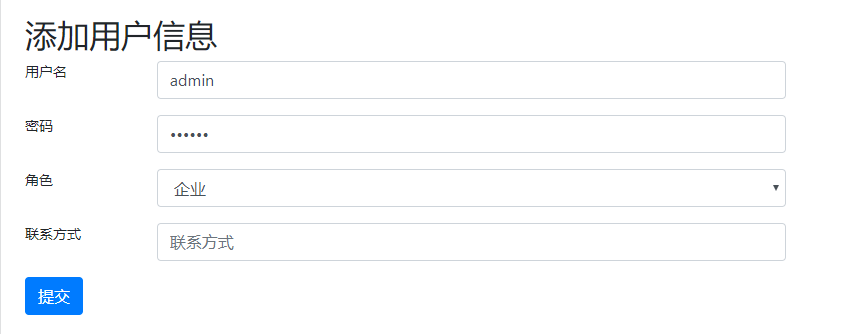 添加用户信息
用户名
admin
密码
••••••
角色
企业
联系方式
联系方式
提交